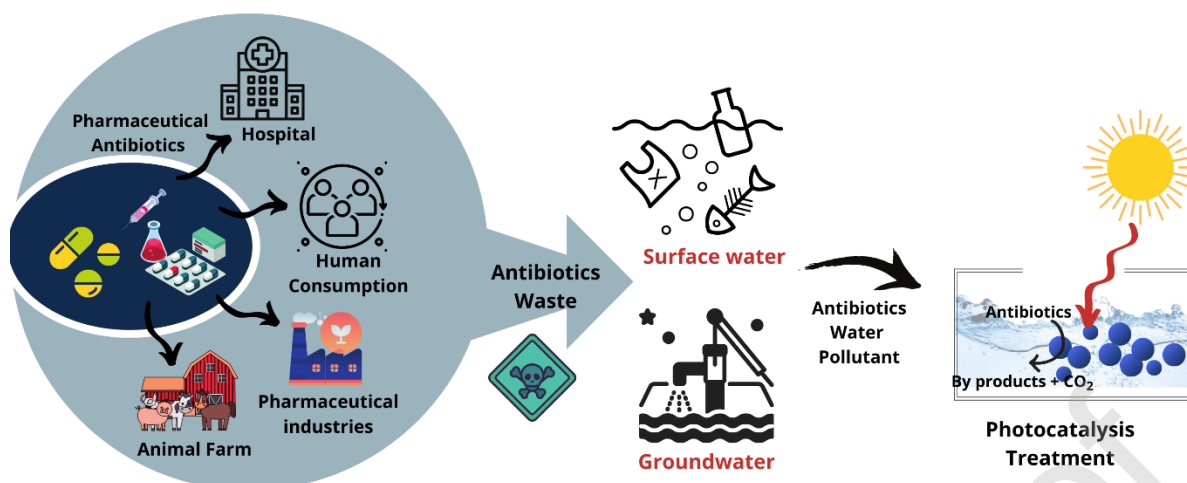 Pharmaceutical
Antibiotics
Hospital
Human
Consumption
Pharmaceutical
industries
Animal Farm
Antibiotics
Waste
Surface water
Groundwater
Antibiotics
Water
Pollutant
Antibiotics
By products + CO₂
Photocatalysis
Treatment